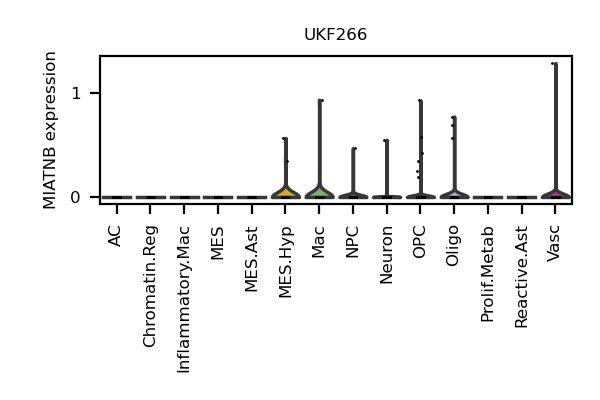 UKF266
MIATNB expression
1
0
AC
Chromatin.Reg
Inflammatory.Mac
MES
MES.Ast
MES.Hyp
Mac
NPC
Neuron
OPC
Oligo
Prolif.Metab
Reactive.Ast
Vasc